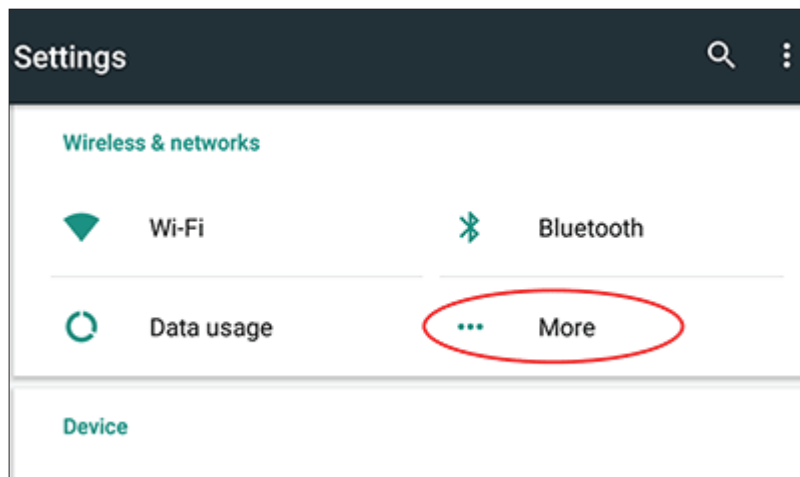 Settings
Wireless & networks
Wi-Fi Bluetooth
Data usage More
Device